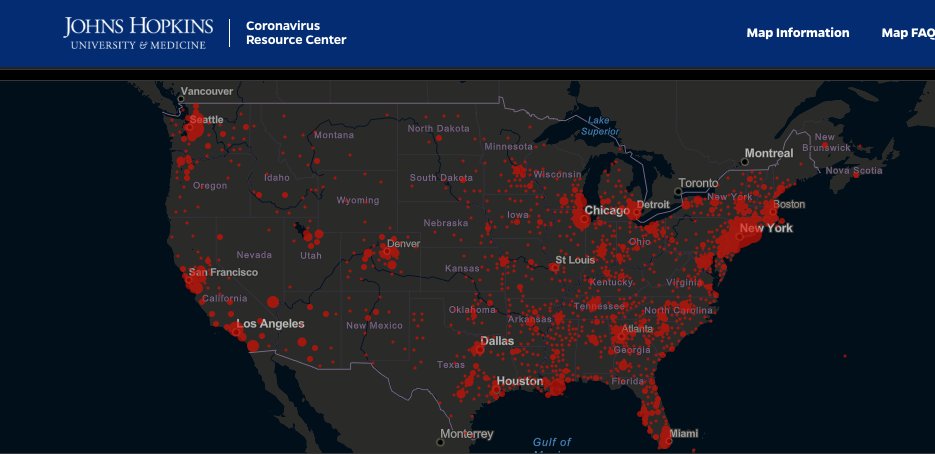 JOHNS HOPKINS
UNIVERSITY & MEDICINE
Coronavirus
Resource Center
Map Information
Map FAQ
Vancouver
Seattle
Montana
North Dakota
Lake
Superior
Minnesota
New
Brunswick
Montreal
Nova Scotia
Oregon
Idaho
South Dakota
Wisconsin
Toronto
Wyoming
New York
Boston
Iowa
Chicago
Detroit
Nebraska
New York
Denver
Ohio
Nevada
Utah
St Louis
San Francisco
Kansas
Kentucky
Virginia
California
Oklahoma
Tennessee
North Carolina
Los Angeles
New Mexico
Arkansas
Atlanta
Dallas
Georgia
Texas
Houston
Florida
Monterrey
Miami
Gulf of